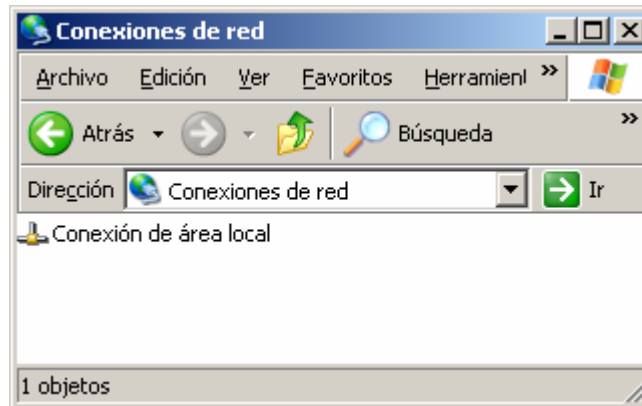 Conexiones de red
Archivo Edición Ver Favoritos Herramient »
Atrás Búsqueda »
Dirección Conexiones de red Ir
Conexión de área local
1 objetos